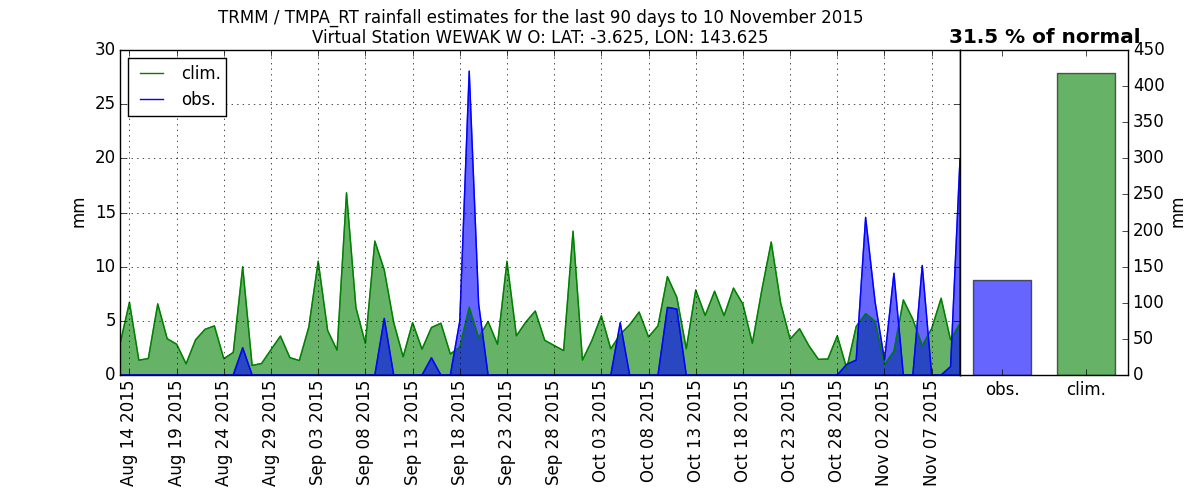 TRMM / TMPA_RT rainfall estimates for the last 90 days to 10 November 2015
Virtual Station WEWAK W O: LAT: -3.625, LON: 143.625
31.5 % of normal
30
25
20
15
10
5
0
mm
clim.
obs.
450
400
350
300
250
200
150
100
50
0
mm
obs.
clim.
Aug 14 2015
Aug 19 2015
Aug 24 2015
Aug 29 2015
Sep 03 2015
Sep 08 2015
Sep 13 2015
Sep 18 2015
Sep 23 2015
Sep 28 2015
Oct 03 2015
Oct 08 2015
Oct 13 2015
Oct 18 2015
Oct 23 2015
Oct 28 2015
Nov 02 2015
Nov 07 2015